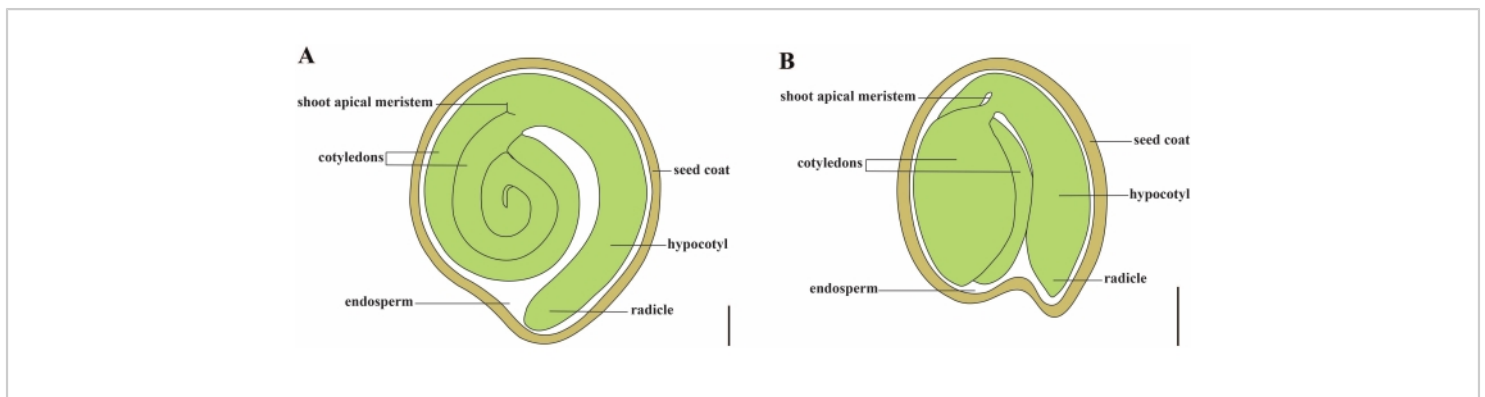 A
shoot apical meristem
cotyledons
seed coat
hypocotyl
endosperm
radicle
B
shoot apical meristem
seed coat
cotyledons
hypocotyl
radicle
endosperm